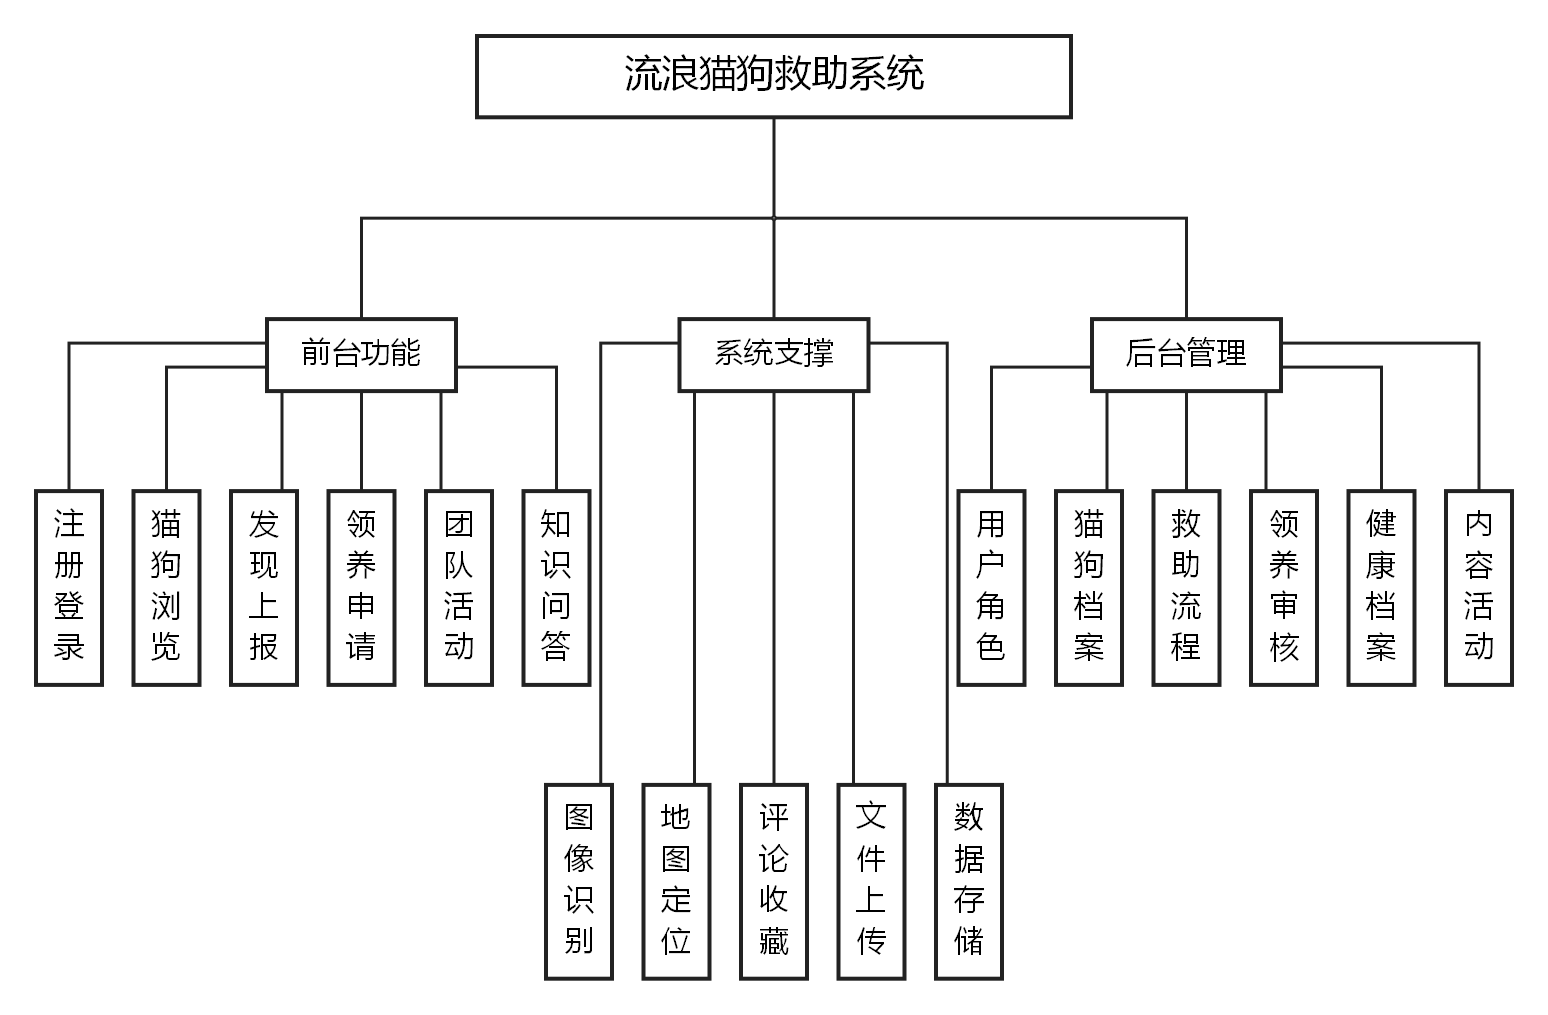 流浪猫狗救助系统
前台功能
系统支撑
后台管理
注册登录
猫狗浏览
发现上报
领养申请
团队活动
知识问答
用户角色
猫狗档案
救助流程
领养审核
健康档案
内容活动
图像识别
地图定位
评论收藏
文件上传
数据存储